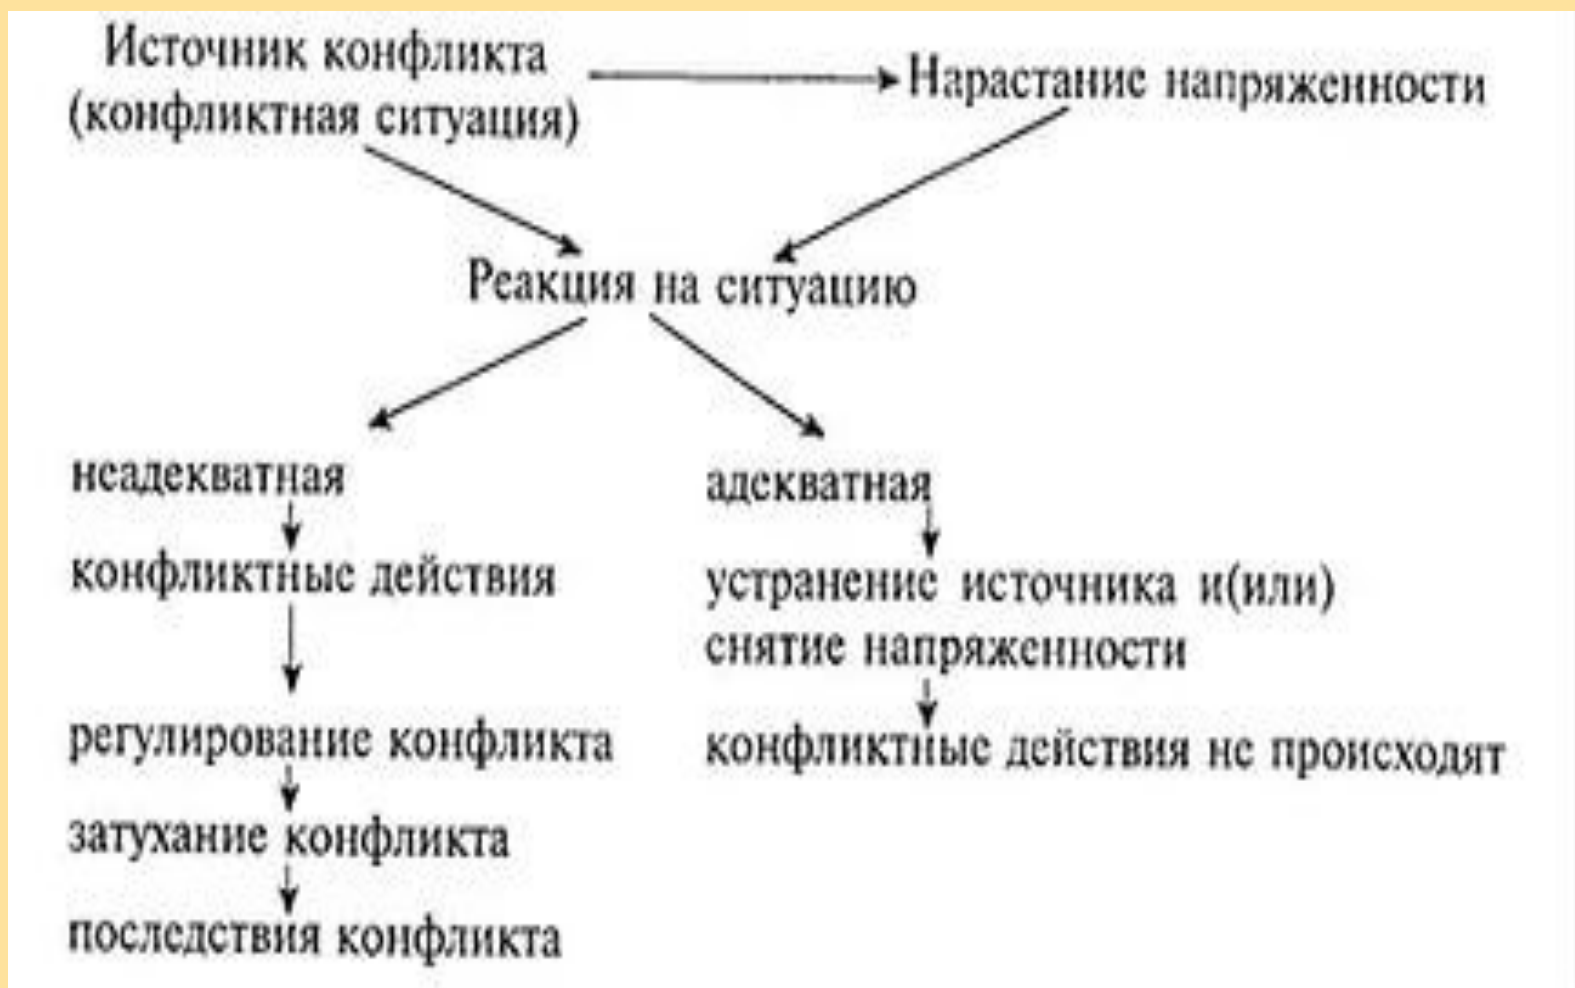 Источник конфликта
(конфликтная ситуация)
Нарастание напряженности
Реакция на ситуацию
неадекватная
конфликтные действия
регулирование конфликта
затухание конфликта
последствия конфликта
адекватная
устранение источника и(или)
снятие напряженности
конфликтные действия не происходят